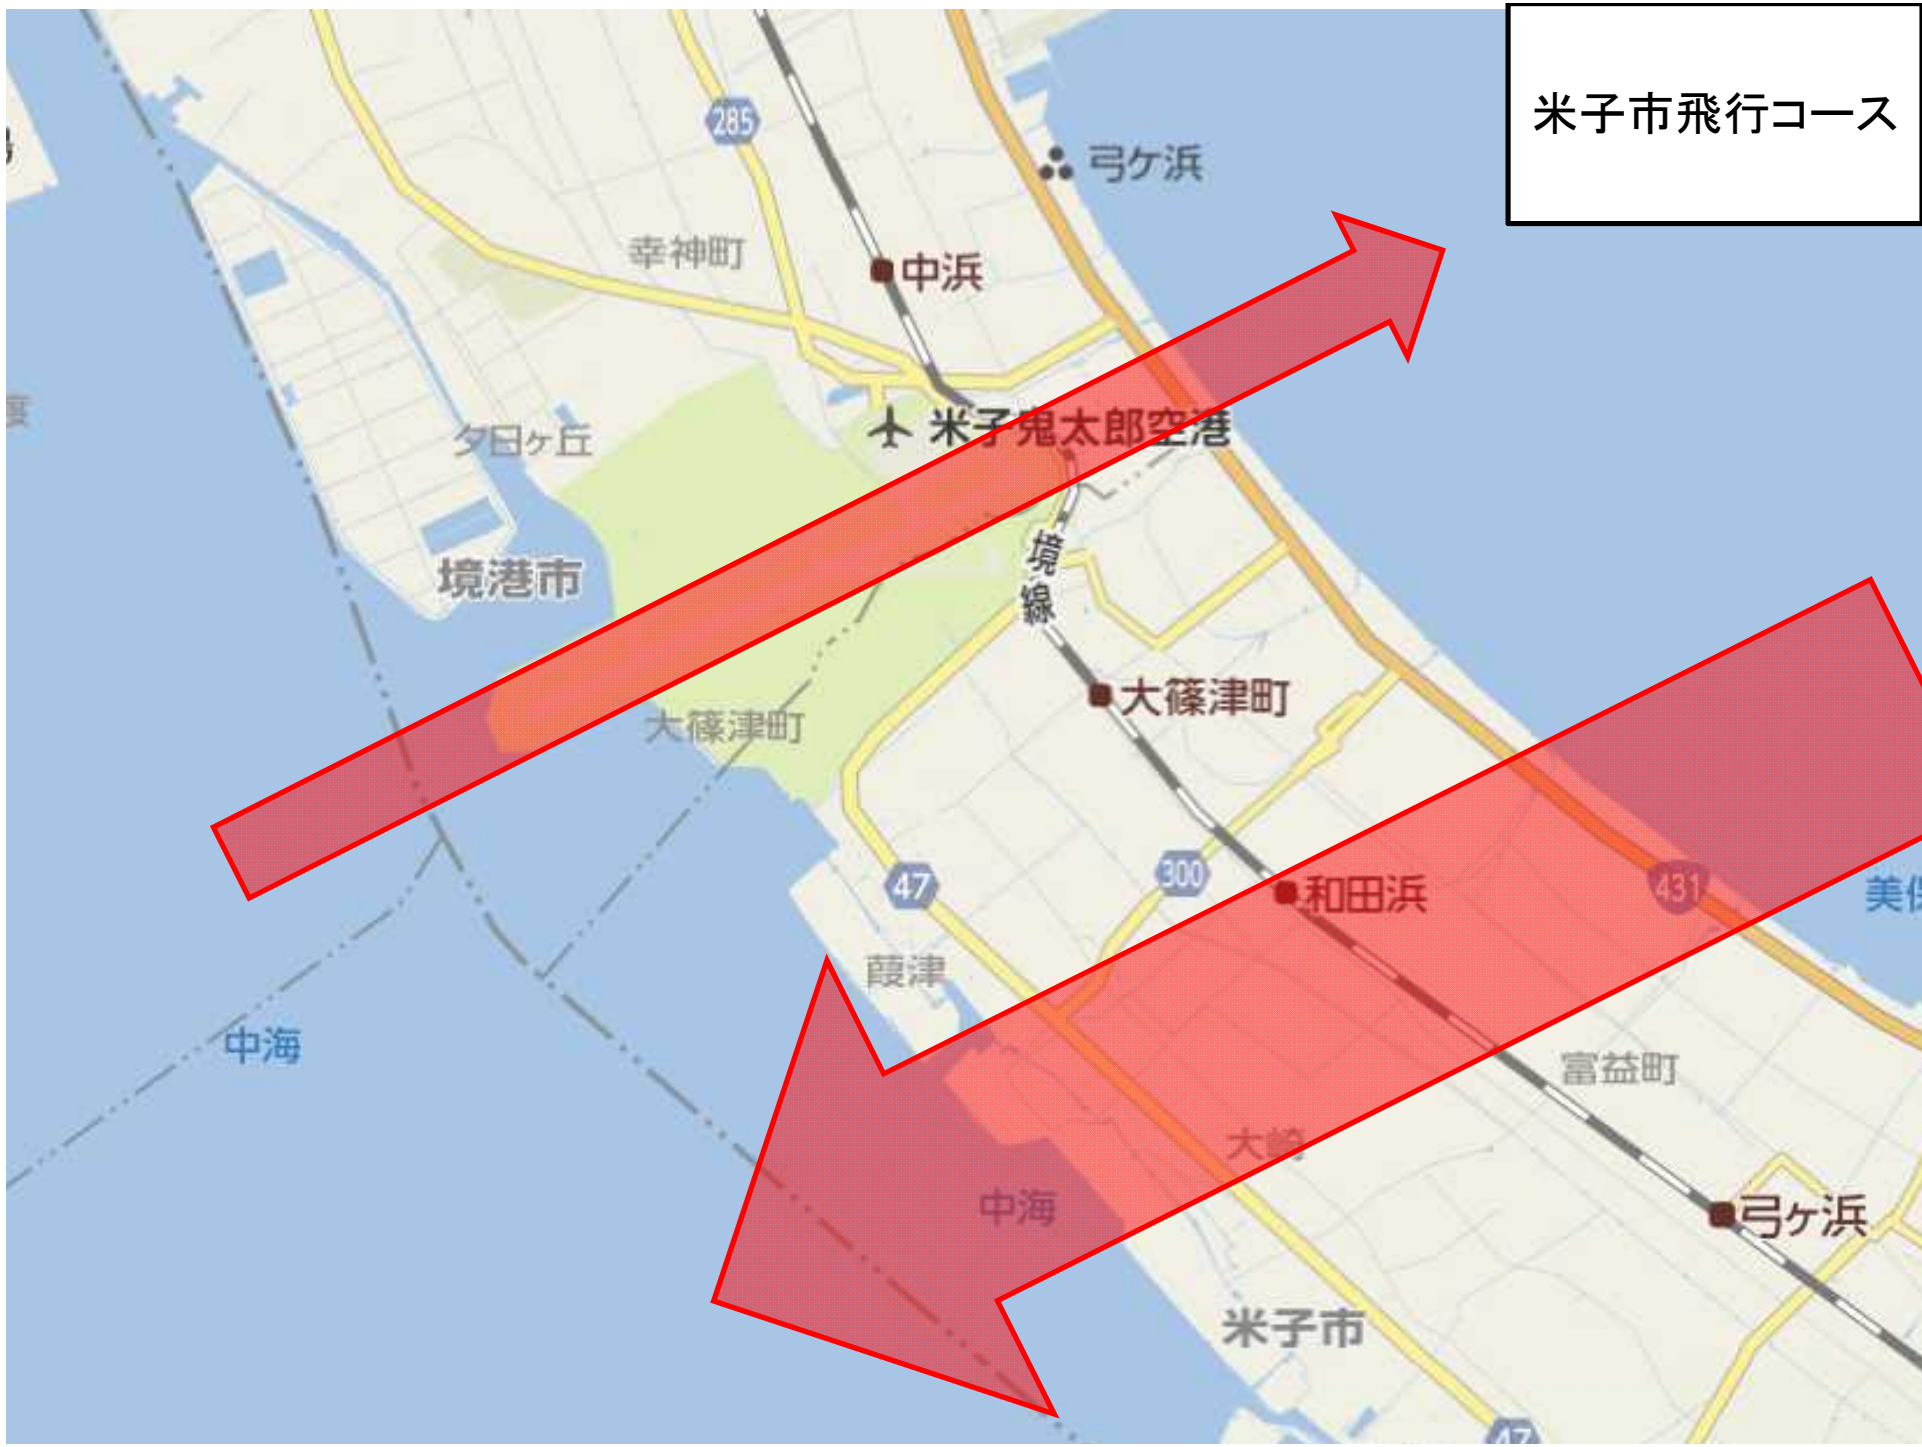 米子市飛行コース
285
弓ケ浜
幸神町
中浜
米子鬼太郎空港
夕日ヶ丘
境線
境港市
大篠津町
大篠津町
47
300
和田浜
431
葭津
中海
富益町
大崎
中海
弓ヶ浜
米子市
47